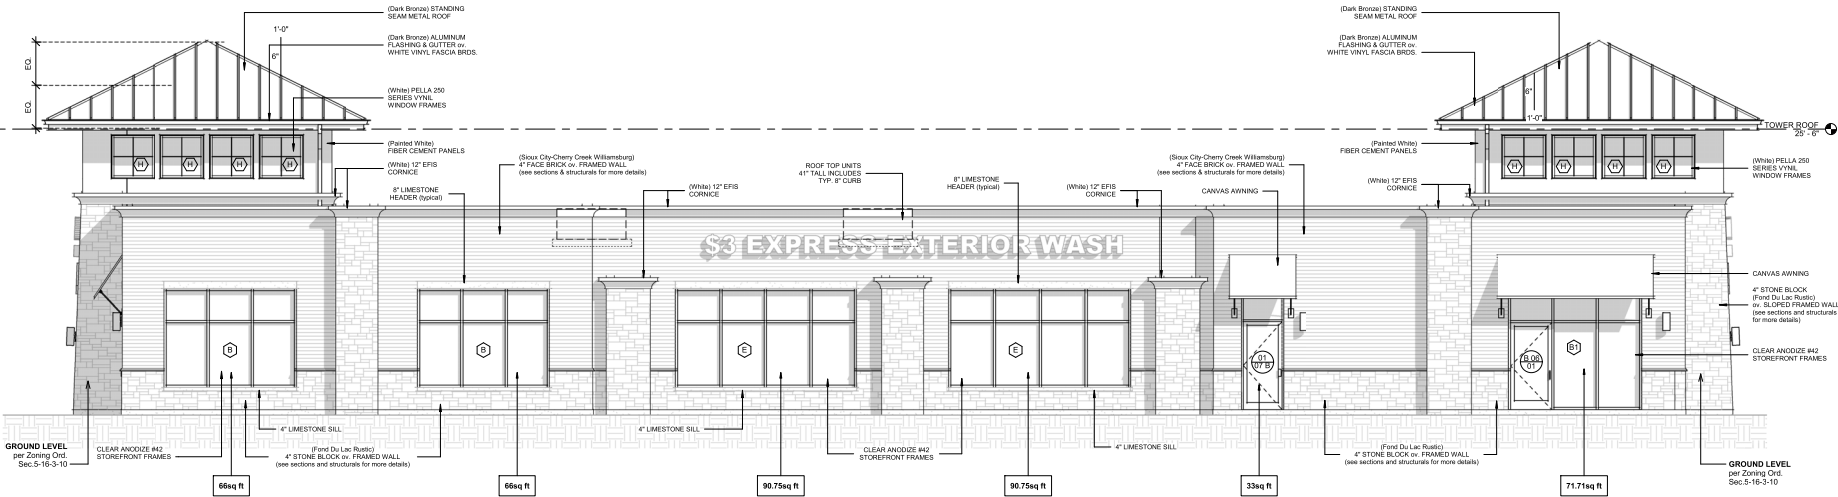 (Dark Bronze) STANDING
SEAM METAL ROOF
1'-0"
6"
EQ.
EQ.
(Dark Bronze) ALUMINUM
FLASHING & GUTTER ov.
WHITE VINYL FASCIA BRDS.
(White) PELLA 250
SERIES VYNIL
WINDOW FRAMES
H
H
H
H
(Painted White)
FIBER CEMENT PANELS
(White) 12" EFIS
CORNICE
8" LIMESTONE
HEADER (typical)
(Sioux City-Cherry Creek Williamsburg)
4" FACE BRICK ov. FRAMED WALL
(see sections & structurals for more details)
(White) 12" EFIS
CORNICE
ROOF TOP UNITS
41" TALL INCLUDES
TYP. 8" CURB
8" LIMESTONE
HEADER (typical)
(White) 12" EFIS
CORNICE
(Sioux City-Cherry Creek Williamsburg)
4" FACE BRICK ov. FRAMED WALL
(see sections & structurals for more details)
CANVAS AWNING
(Dark Bronze) STANDING
SEAM METAL ROOF
(Dark Bronze) ALUMINUM
FLASHING & GUTTER ov.
WHITE VINYL FASCIA BRDS.
6"
1'-0"
TOWER ROOF
25' - 6"
(Painted White)
FIBER CEMENT PANELS
(White) 12" EFIS
CORNICE
H
H
H
H
(White) PELLA 250
SERIES VYNIL
WINDOW FRAMES
$3 EXPRESS EXTERIOR WASH
CANVAS AWNING
4" STONE BLOCK
(Fond Du Lac Rustic)
ov. SLOPED FRAMED WALL
(see sections and structurals
for more details)
CLEAR ANODIZE #42
STOREFRONT FRAMES
B
B
E
E
01
07 B
B 06
01
B1
GROUND LEVEL
per Zoning Ord.
Sec.5-16-3-10
CLEAR ANODIZE #42
STOREFRONT FRAMES
4" LIMESTONE SILL
(Fond Du Lac Rustic)
4" STONE BLOCK ov. FRAMED WALL
(see sections and structurals for more details)
4" LIMESTONE SILL
CLEAR ANODIZE #42
STOREFRONT FRAMES
4" LIMESTONE SILL
(Fond Du Lac Rustic)
4" STONE BLOCK ov. FRAMED WALL
(see sections and structurals for more details)
GROUND LEVEL
per Zoning Ord.
Sec.5-16-3-10
66sq ft
66sq ft
90.75sq ft
90.75sq ft
33sq ft
71.71sq ft